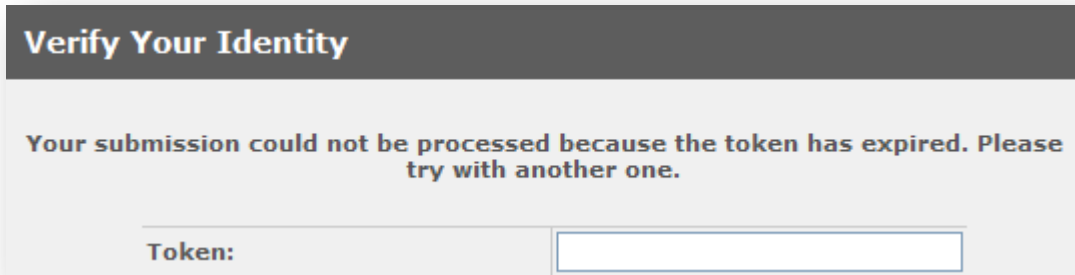 Verify Your Identity
Your submission could not be processed because the token has expired. Please
try with another one.
Token: